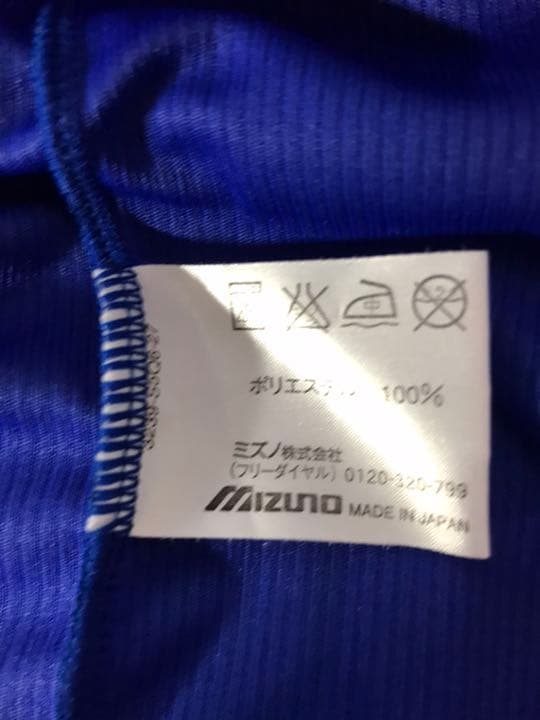 中
ポリエステル 100%
ミズノ株式会社
(フリーダイヤル) 0120-320-799
MIZUNO MADE IN JAPAN